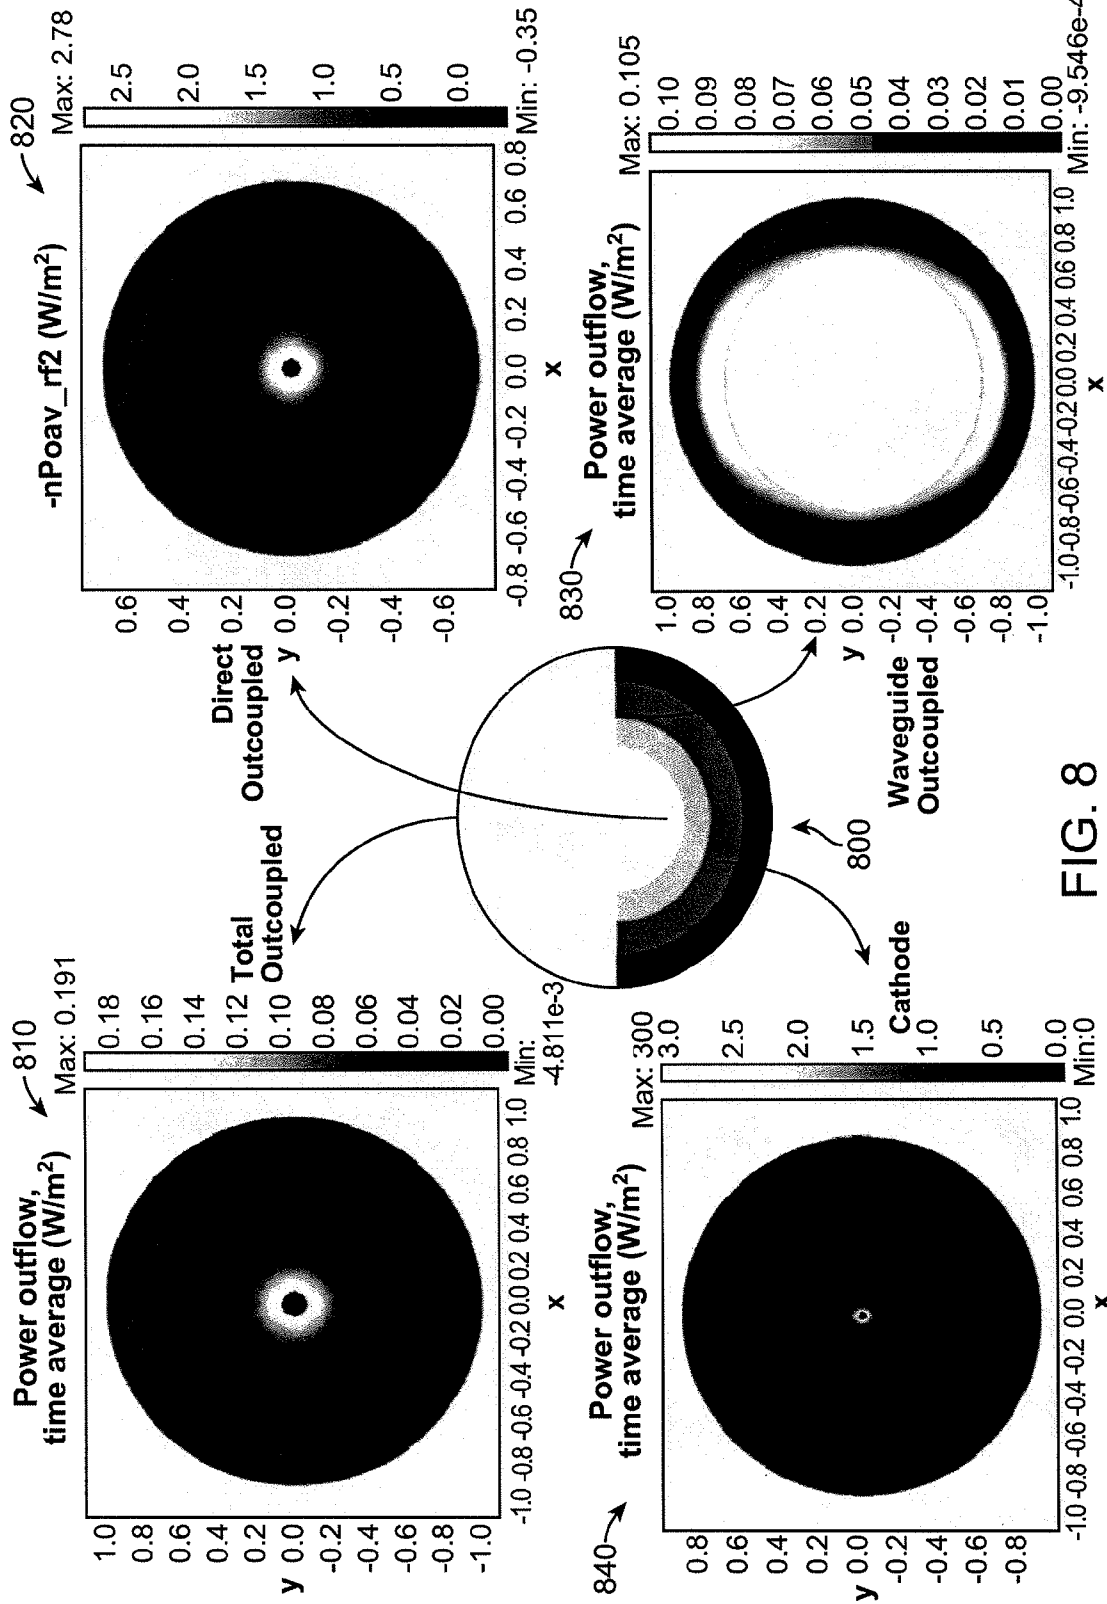 Power outflow,
time average (W/m²)
810
Max: 0.191
0.18
0.16
0.14
0.12
0.10
0.08
0.06
0.04
0.02
0.00
Min:
-4.811e-3
1.0
0.8
0.6
0.4
0.2
y 0.0
-0.2
-0.4
-0.6
-0.8
-1.0
-1.0 -0.8 -0.6 -0.4 -0.2 0.0 0.2 0.4 0.6 0.8 1.0
x
-nPoav_rf2 (W/m²)
820
Max: 2.78
2.5
2.0
1.5
1.0
0.5
0.0
Min: -0.35
0.6
0.4
0.2
y 0.0
-0.2
-0.4
-0.6
-0.8 -0.6 -0.4 -0.2 0.0 0.2 0.4 0.6 0.8
x
Total
Outcoupled
Direct
Outcoupled
Cathode
800
Waveguide
Outcoupled
840
Power outflow,
time average (W/m²)
Max: 300
3.0
2.5
2.0
1.5
1.0
0.5
0.0
Min:0
0.8
0.6
0.4
0.2
y 0.0
-0.2
-0.4
-0.6
-0.8
-1.0 -0.8 -0.6 -0.4 -0.2 0.0 0.2 0.4 0.6 0.8 1.0
x
830
Power outflow,
time average (W/m²)
Max: 0.105
0.10
0.09
0.08
0.07
0.06
0.05
0.04
0.03
0.02
0.01
0.00
Min: -9.546e-4
1.0
0.8
0.6
0.4
0.2
y 0.0
-0.2
-0.4
-0.6
-0.8
-1.0
-1.0-0.8-0.6-0.4-0.2 0.0 0.2 0.4 0.6 0.8 1.0
x
FIG. 8